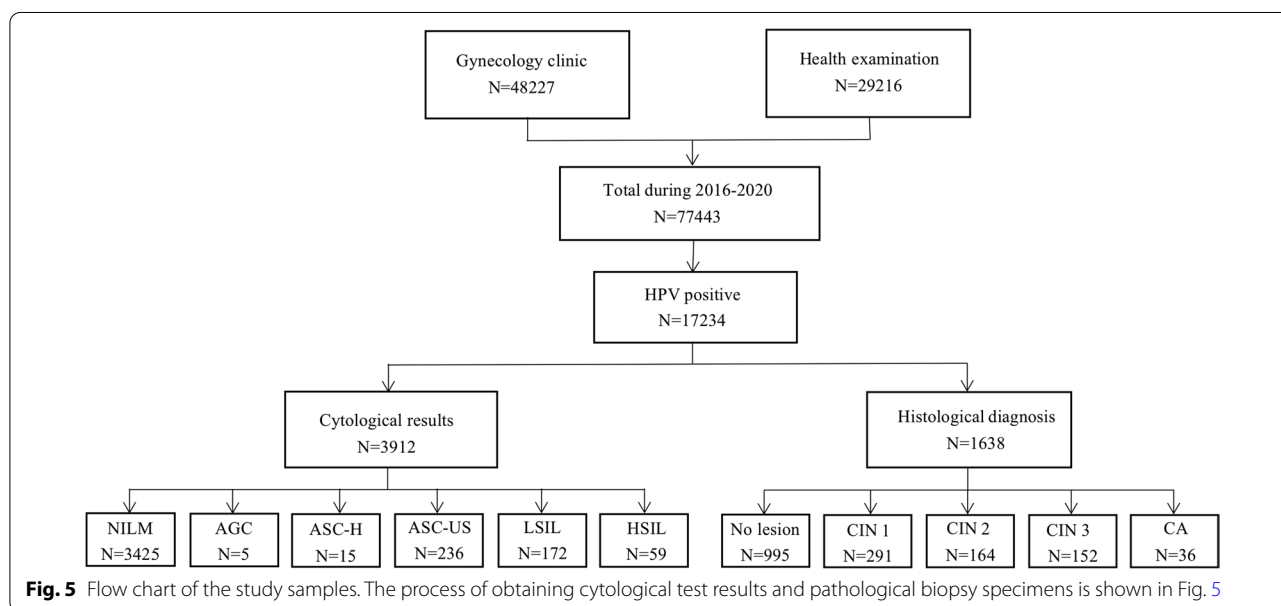 Gynecology clinic
N=48227
Health examination
N=29216
Total during 2016-2020
N=77443
HPV positive
N=17234
Cytological results
N=3912
Histological diagnosis
N=1638
NILM
N=3425
AGC
N=5
ASC-H
N=15
ASC-US
N=236
LSIL
N=172
HSIL
N=59
No lesion
N=995
CIN 1
N=291
CIN 2
N=164
CIN 3
N=152
CA
N=36
Fig. 5 Flow chart of the study samples. The process of obtaining cytological test results and pathological biopsy specimens is shown in Fig. 5